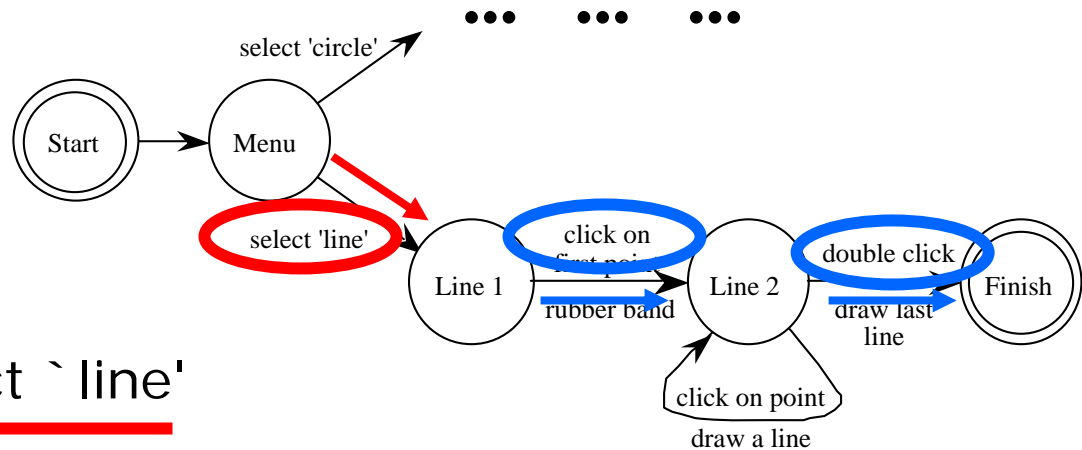 ••• ••• •••
select 'circle'
Start
Menu
select 'line'
click on
first point
rubber band
double click
draw last
line
Line 1
Line 2
Finish
click on point
draw a line
ct `line'